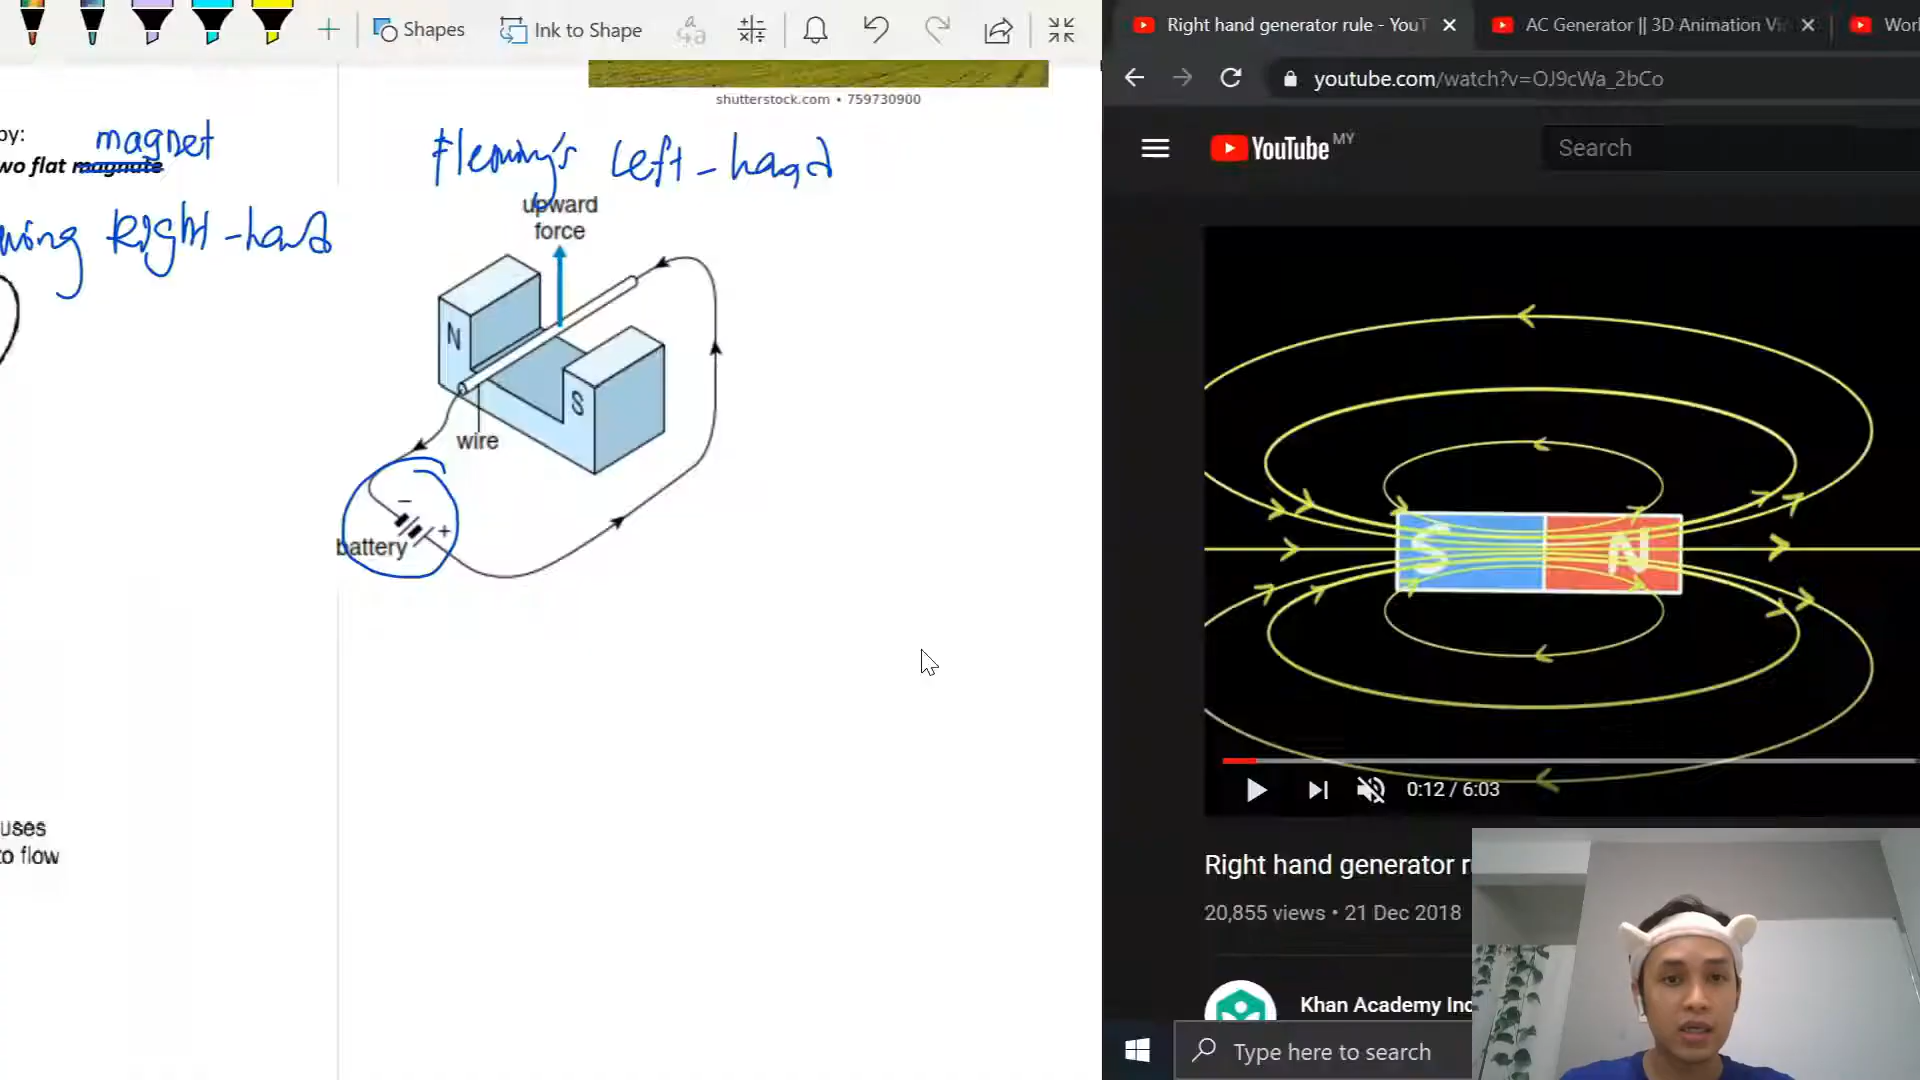 Shapes
Ink to Shape
shutterstock.com • 759730900
by:
magnet
wo flat magnate
Fleming's Left-hand
Right-hand
upward
force
N
S
wire
−
+
battery
uses
to flow
Right hand generator rule - YouT
AC Generator || 3D Animation Vi
youtube.com/watch?v=OJ9cWa_2bCo
YouTube MY
Search
S N
0:12 / 6:03
Right hand generator r
20,855 views • 21 Dec 2018
Khan Academy Inc
Type here to search